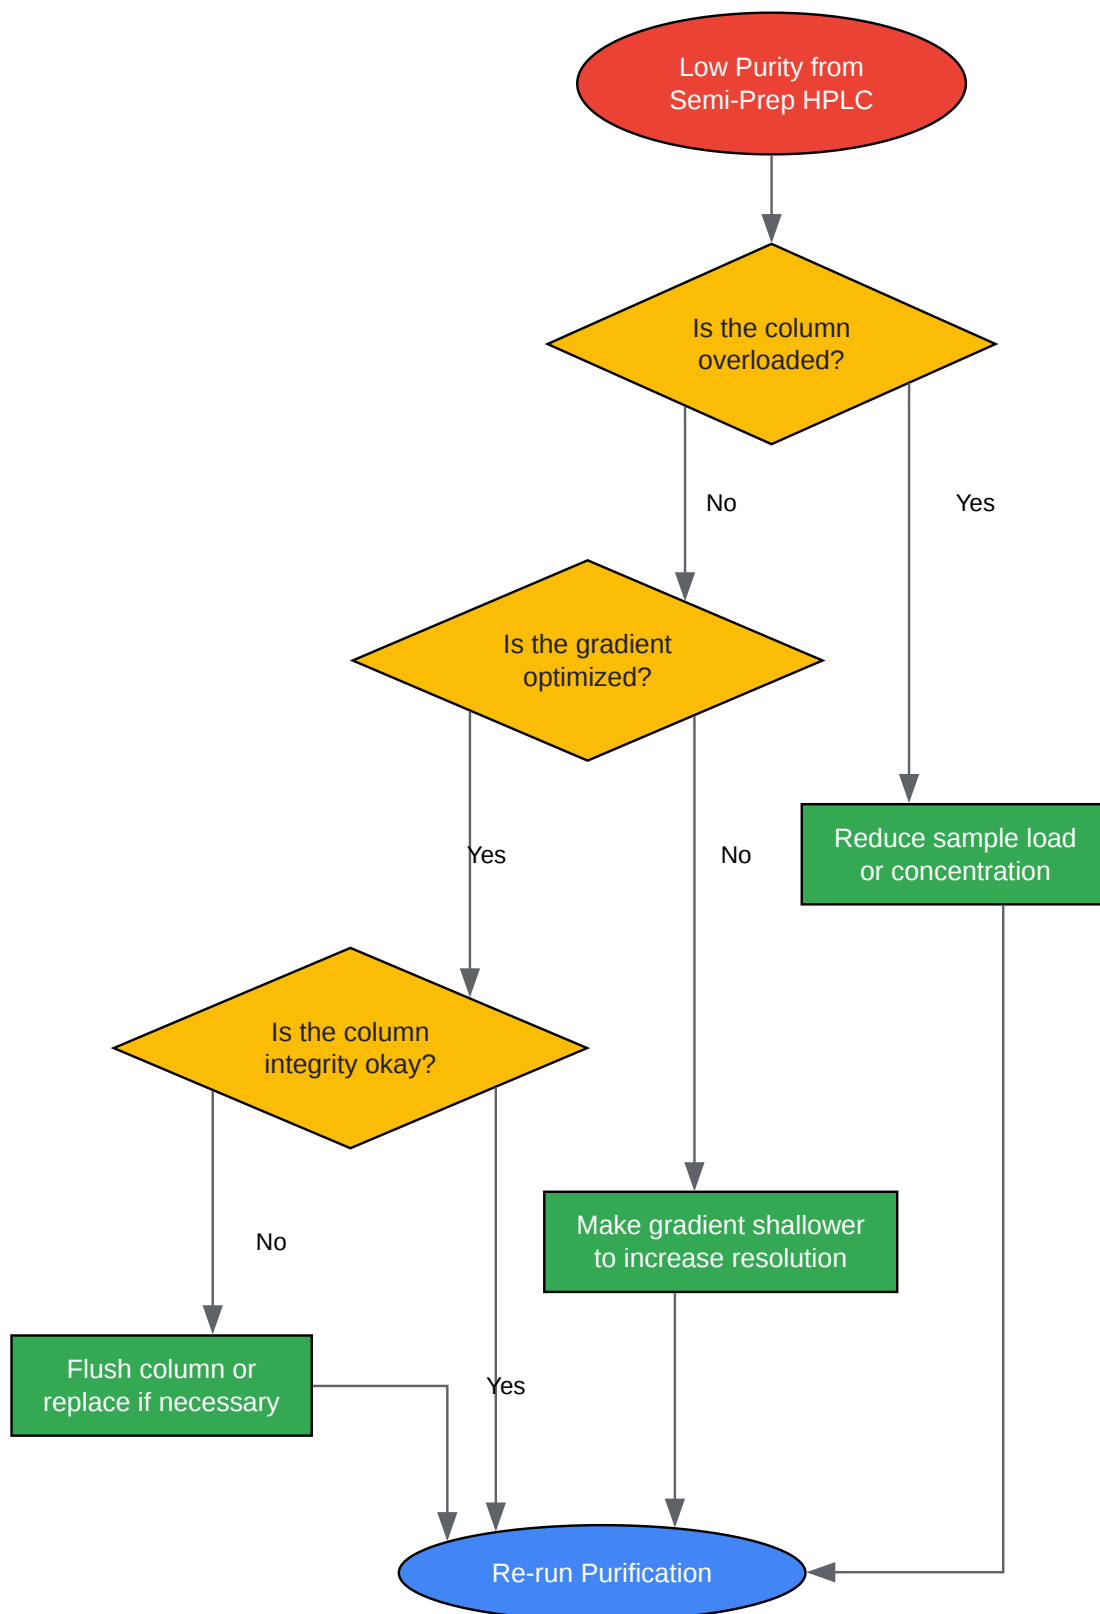 Low Purity from
Semi-Prep HPLC
Is the column
overloaded?
No
Yes
Is the gradient
optimized?
Yes
No
Reduce sample load
or concentration
Is the column
integrity okay?
No
Make gradient shallower
to increase resolution
Flush column or
replace if necessary
Yes
Re-run Purification